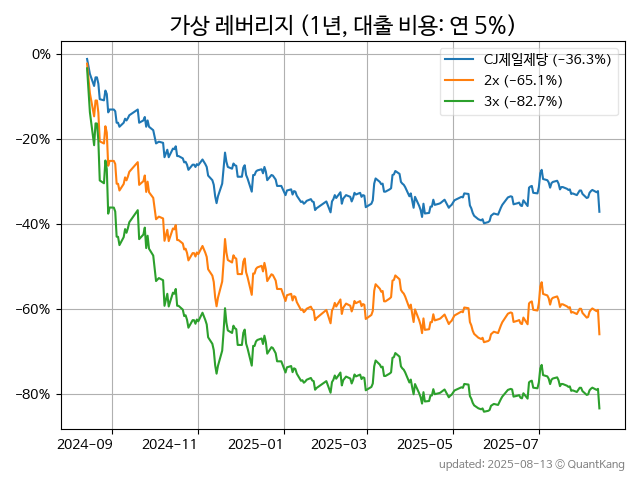 가상 레버리지 (1년, 대출 비용: 연 5%)
CJ제일제당 (−36.3%)
2x (−65.1%)
3x (−82.7%)
0%
−20%
−40%
−60%
−80%
2024-09 2024-11 2025-01 2025-03 2025-05 2025-07
updated: 2025-08-13 © QuantKang